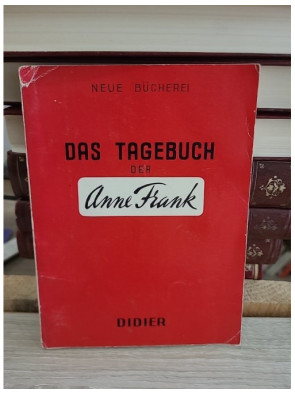 NEUE BÜCHEREI
DAS TAGEBUCH
DER
Anne Frank
DIDIER